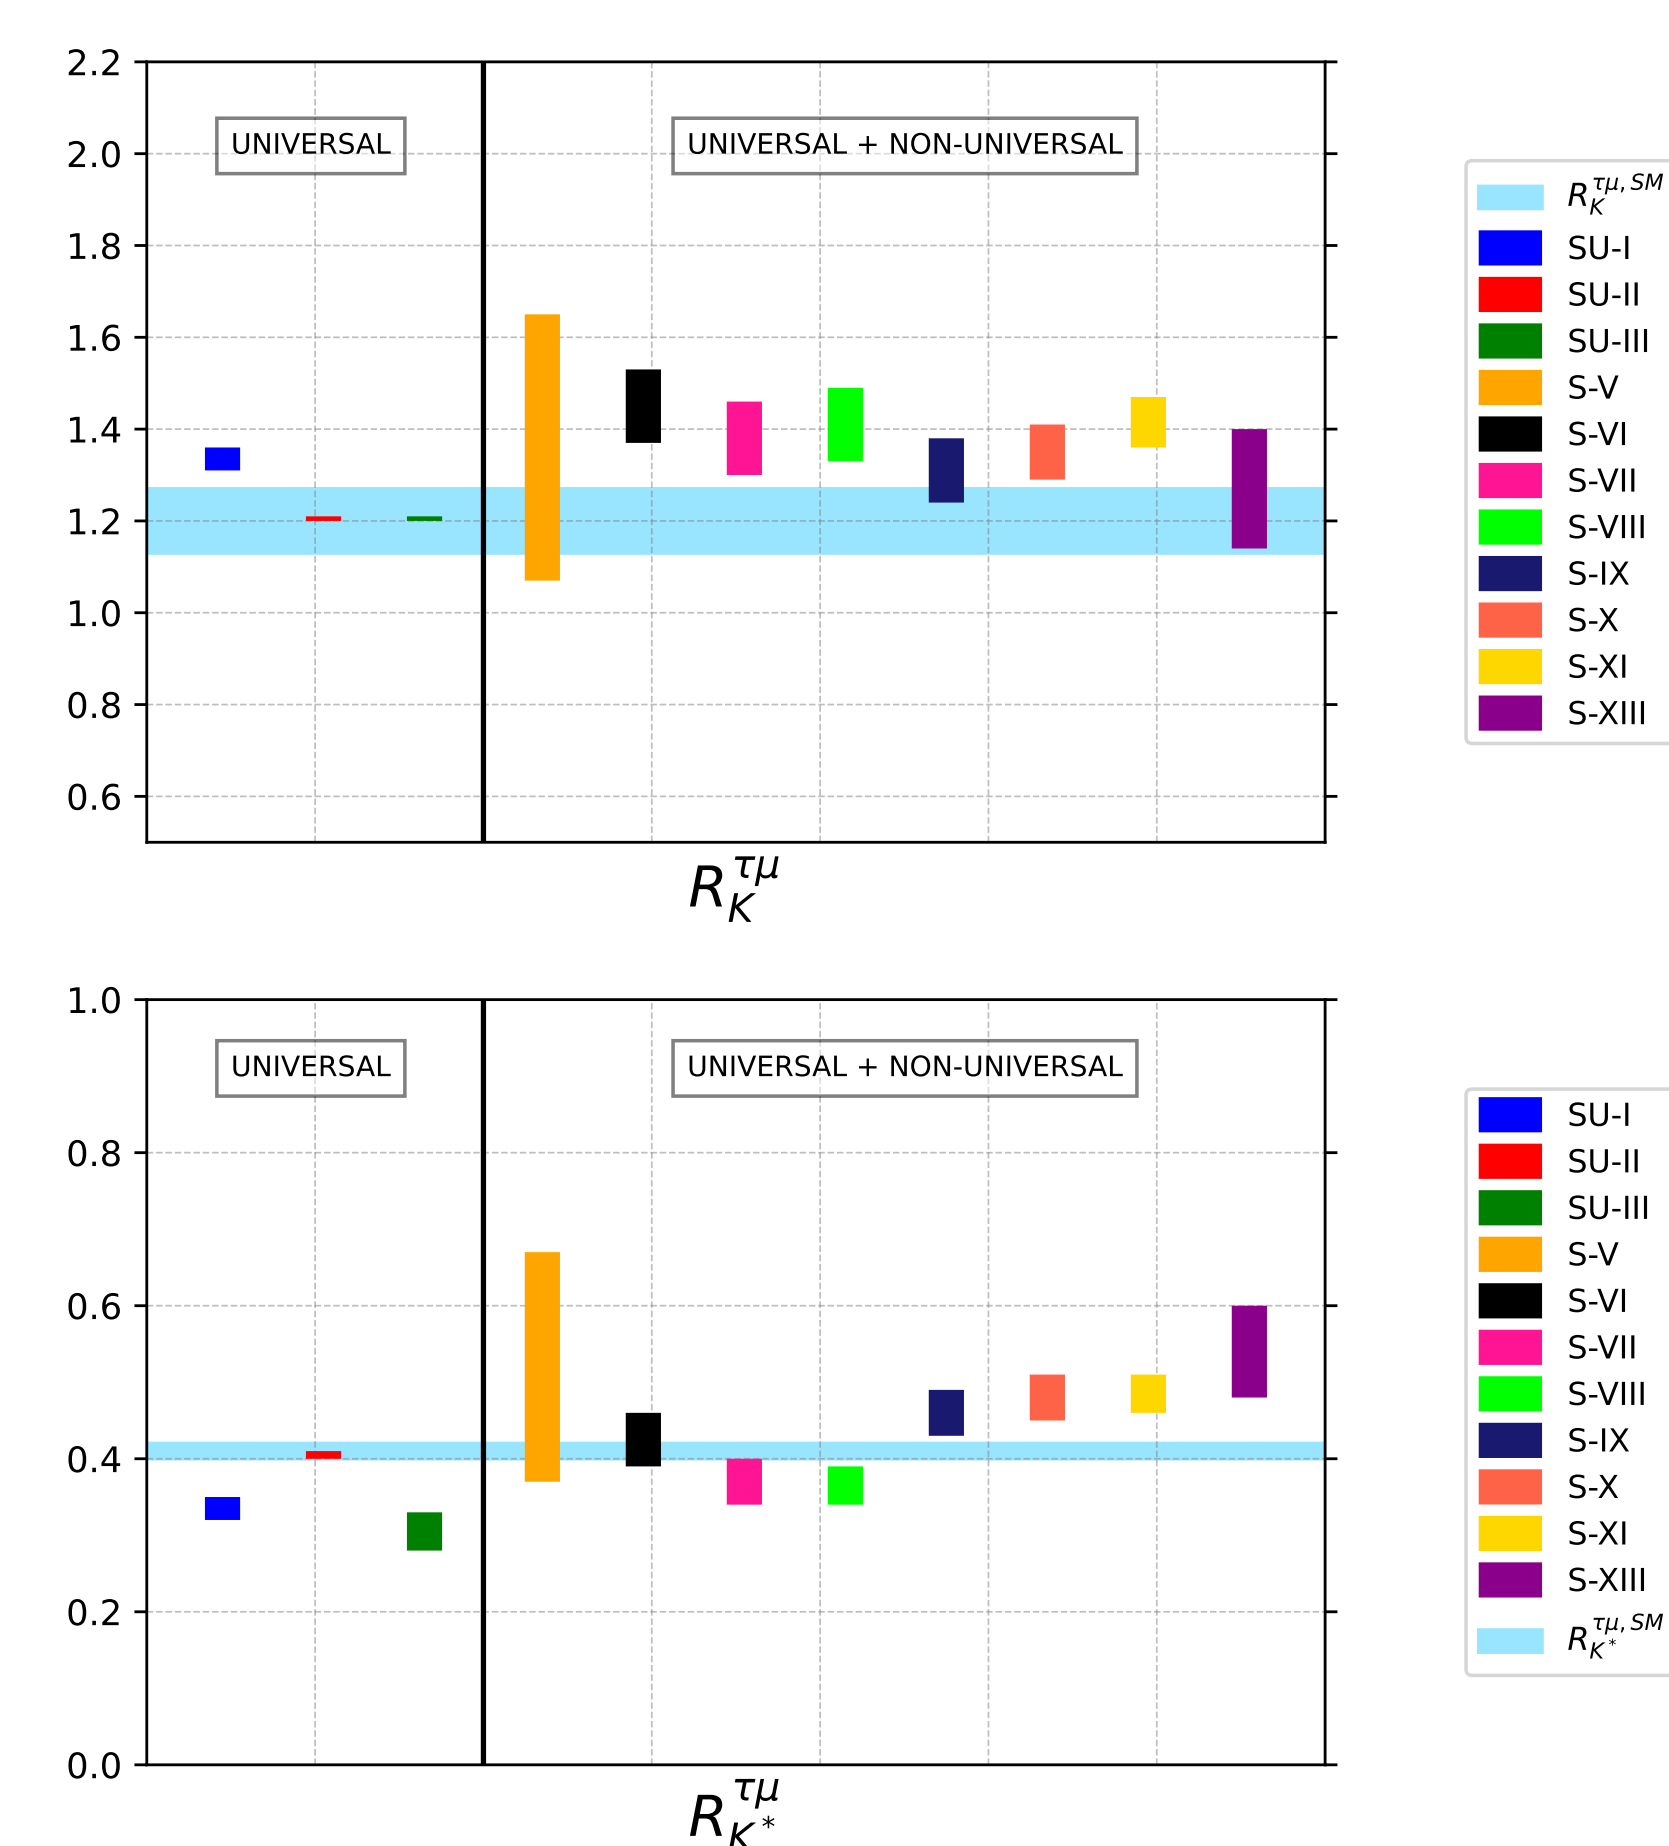 2.2
2.0
1.8
1.6
1.4
1.2
1.0
0.8
0.6
UNIVERSAL
UNIVERSAL + NON-UNIVERSAL
R_K^{τμ}
R_K^{τμ, SM}
SU-I
SU-II
SU-III
S-V
S-VI
S-VII
S-VIII
S-IX
S-X
S-XI
S-XIII
1.0
0.8
0.6
0.4
0.2
0.0
UNIVERSAL
UNIVERSAL + NON-UNIVERSAL
R_{K*}^{τμ}
SU-I
SU-II
SU-III
S-V
S-VI
S-VII
S-VIII
S-IX
S-X
S-XI
S-XIII
R_{K*}^{τμ, SM}